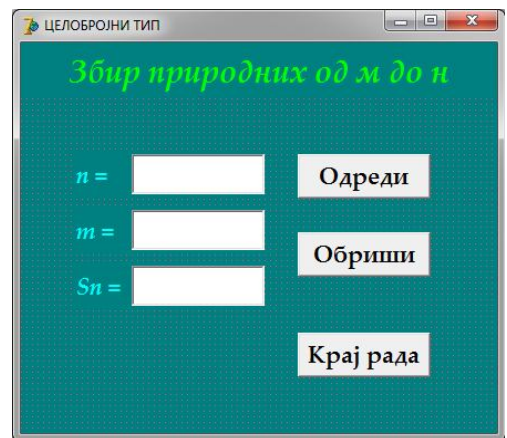 ЦЕЛОБРОЈНИ ТИП
Збир природних од м до н
n =
Одреди
m =
Обриши
Sn =
Крај рада